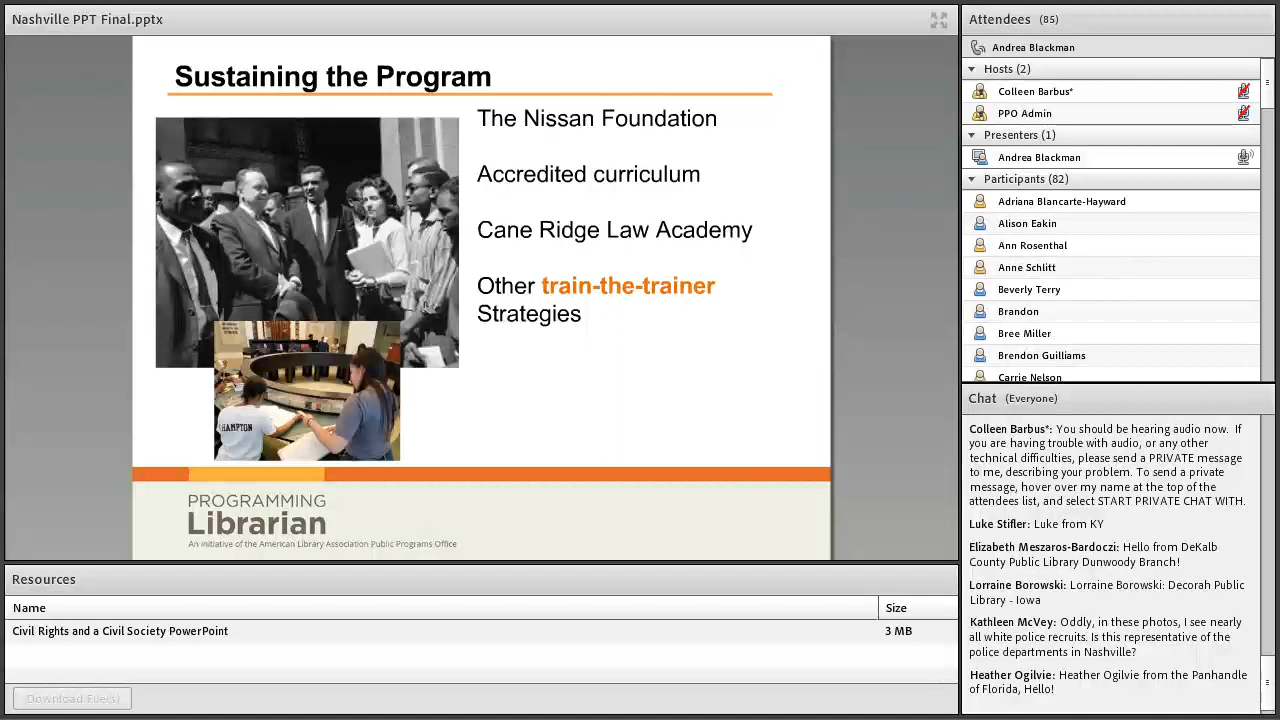 Nashville PPT Final.pptx
Sustaining the Program
The Nissan Foundation
Accredited curriculum
Cane Ridge Law Academy
Other train-the-trainer
Strategies
HAMPTON
PROGRAMMING
Librarian
An initiative of the American Library Association Public Programs Office
Resources
Name
Size
Civil Rights and a Civil Society PowerPoint
3 MB
Download File(s)
Attendees (85)
Andrea Blackman
Hosts (2)
Colleen Barbus*
PPO Admin
Presenters (1)
Andrea Blackman
Participants (82)
Adriana Blancarte-Hayward
Alison Eakin
Ann Rosenthal
Anne Schlitt
Beverly Terry
Brandon
Bree Miller
Brendon Guilliams
Carrie Nelson
Chat (Everyone)
Colleen Barbus*: You should be hearing audio now. If
you are having trouble with audio, or any other
technical difficulties, please send a PRIVATE message
to me, describing your problem. To send a private
message, hover over my name at the top of the
attendees list, and select START PRIVATE CHAT WITH.
Luke Stifler: Luke from KY
Elizabeth Meszaros-Bardoczi: Hello from DeKalb
County Public Library Dunwoody Branch!
Lorraine Borowski: Lorraine Borowski: Decorah Public
Library - Iowa
Kathleen McVey: Oddly, in these photos, I see nearly
all white police recruits. Is this representative of the
police departments in Nashville?
Heather Ogilvie: Heather Ogilvie from the Panhandle
of Florida, Hello!